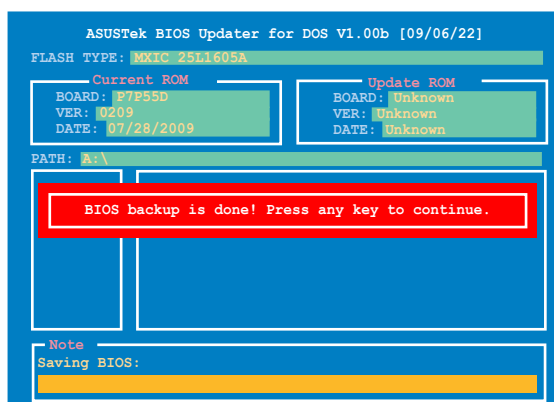 ASUSTek BIOS Updater for DOS V1.00b [09/06/22]
FLASH TYPE: MXIC 25L1605A
Current ROM
BOARD: P7P55D
VER: 0209
DATE: 07/28/2009
Update ROM
BOARD: Unknown
VER: Unknown
DATE: Unknown
PATH: A:\
BIOS backup is done! Press any key to continue.
Note
Saving BIOS: